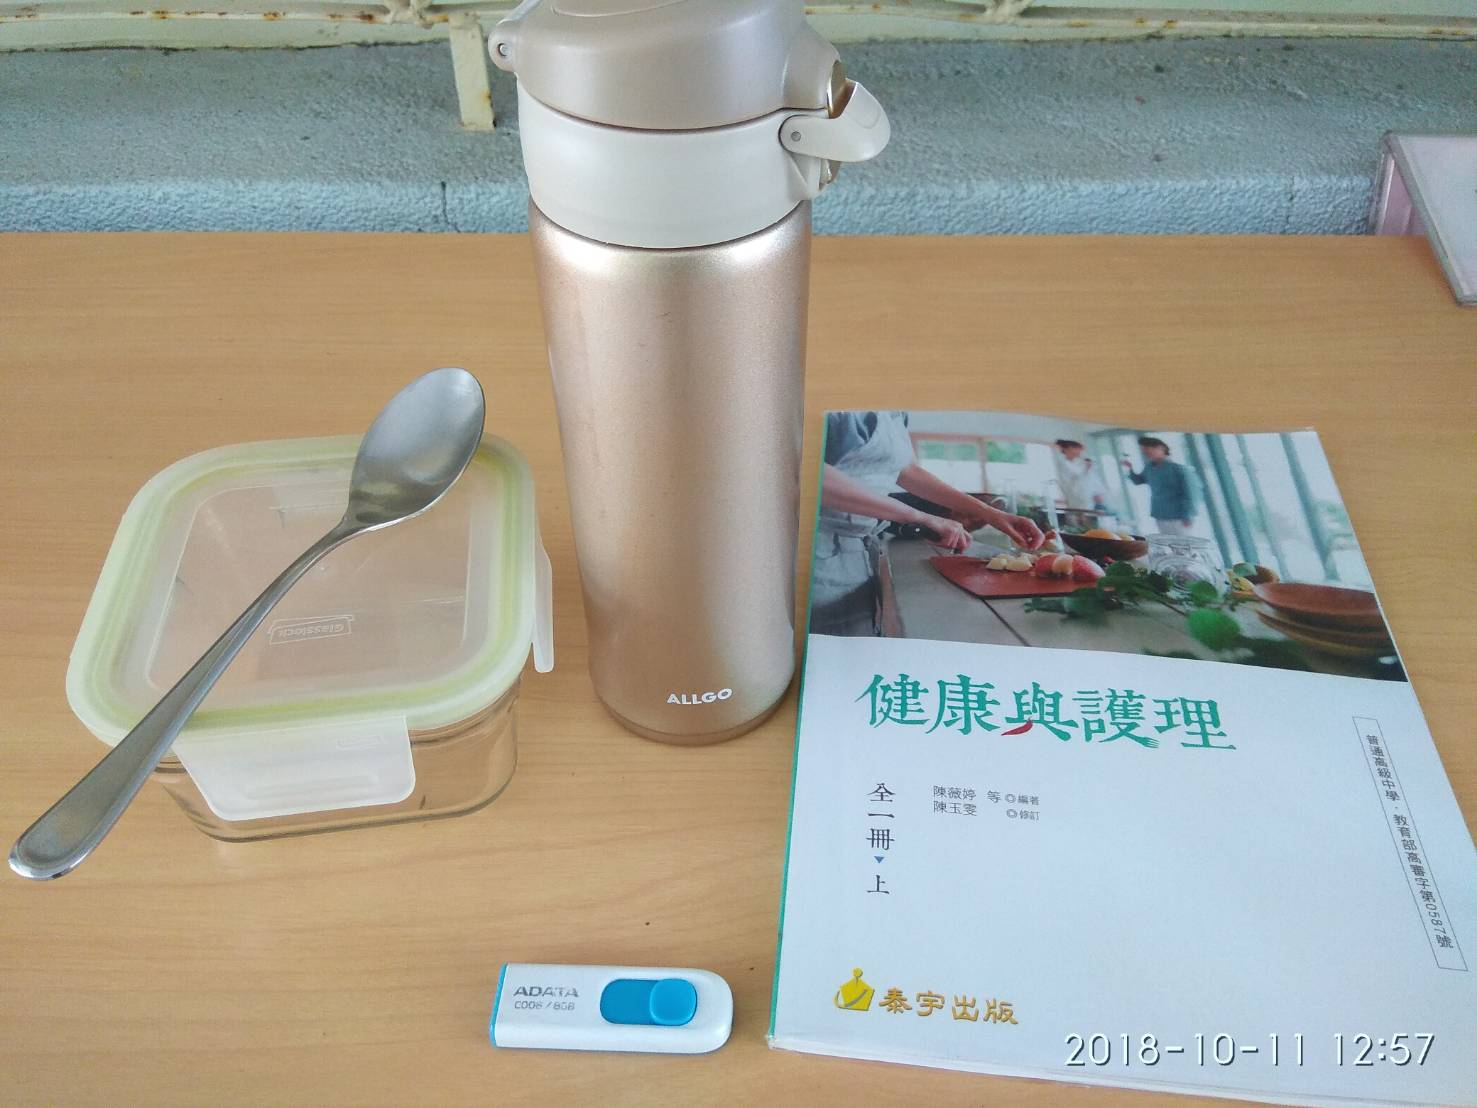 ALLGO
Glasslock
健康與護理
全一冊▼上
陳薇婷 等◎編著
陳玉雯 ◎修訂
普通高級中學・教育部高審字第0587號
泰宇出版
ADATA
C008 / 8GB
2018-10-11 12:57